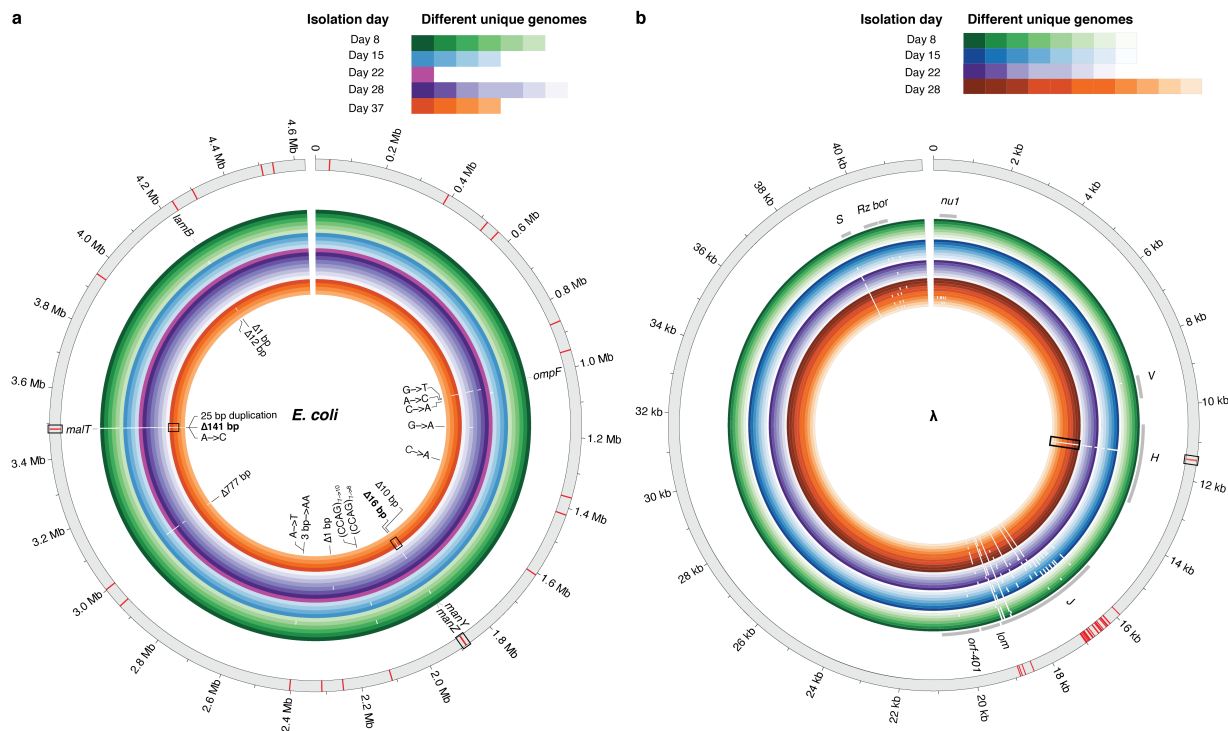 a
Isolation day Different unique genomes
Day 8
Day 15
Day 22
Day 28
Day 37
0
0.2 Mb
0.4 Mb
0.6 Mb
0.8 Mb
1.0 Mb
1.2 Mb
1.4 Mb
1.6 Mb
1.8 Mb
2.0 Mb
2.2 Mb
2.4 Mb
2.6 Mb
2.8 Mb
3.0 Mb
3.2 Mb
3.4 Mb
3.6 Mb
3.8 Mb
4.0 Mb
4.2 Mb
4.4 Mb
4.6 Mb
lamB
ompF
malT
manY
manZ
Δ1 bp
Δ12 bp
G→T
A→C
C→A
G→A
C→A
25 bp duplication
Δ141 bp
A→C
E. coli
Δ777 bp
A→T
3 bp→AA
Δ1 bp
(CCAG)7→10
(CCAG)7→8
Δ16 bp
Δ10 bp
b
Isolation day Different unique genomes
Day 8
Day 15
Day 22
Day 28
0
2 kb
4 kb
6 kb
8 kb
10 kb
12 kb
14 kb
16 kb
18 kb
20 kb
22 kb
24 kb
26 kb
28 kb
30 kb
32 kb
34 kb
36 kb
38 kb
40 kb
S
Rz bor
nu1
V
H
J
lom
orf-401
λ